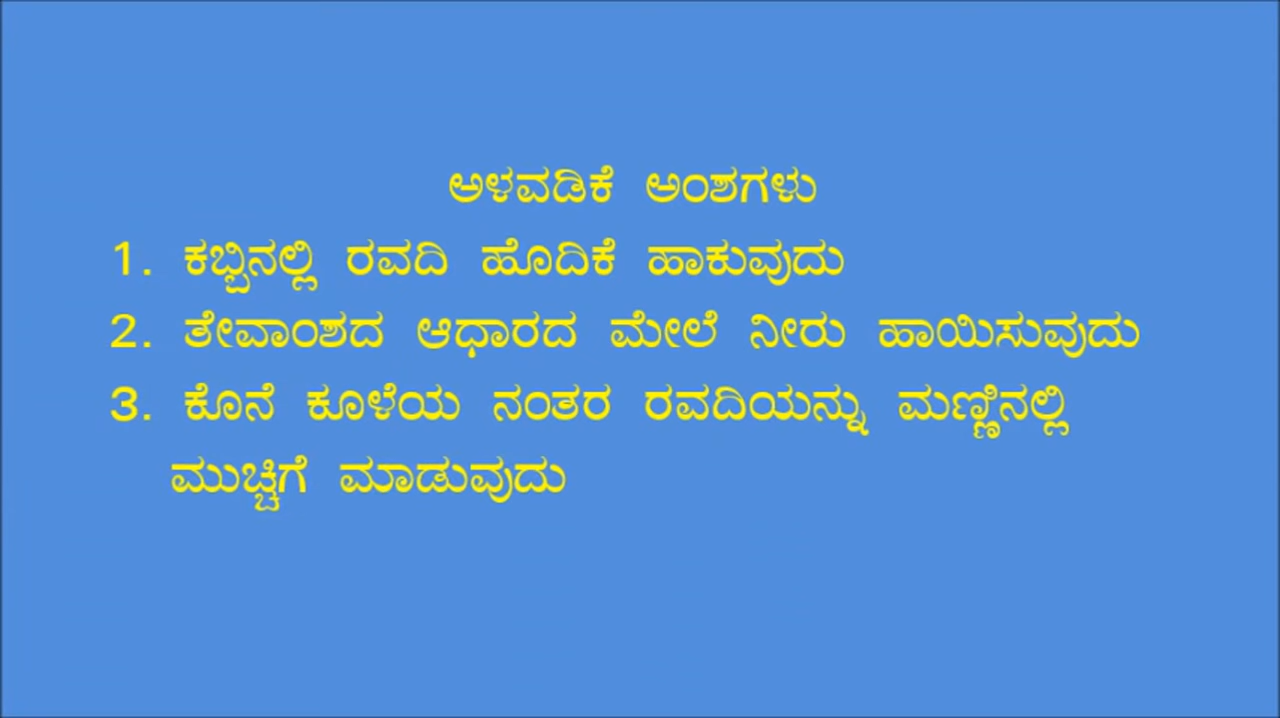 ಅಳವಡಿಕೆ ಅಂಶಗಳು
1. ಕಬ್ಬಿನಲ್ಲಿ ರವದಿ ಹೊದಿಕೆ ಹಾಕುವುದು
2. ತೇವಾಂಶದ ಆಧಾರದ ಮೇಲೆ ನೀರು ಹಾಯಿಸುವುದು
3. ಕೊನೆ ಕೂಳೆಯ ನಂತರ ರವದಿಯನ್ನು ಮಣ್ಣಿನಲ್ಲಿ
ಮುಚ್ಚಿಗೆ ಮಾಡುವುದು